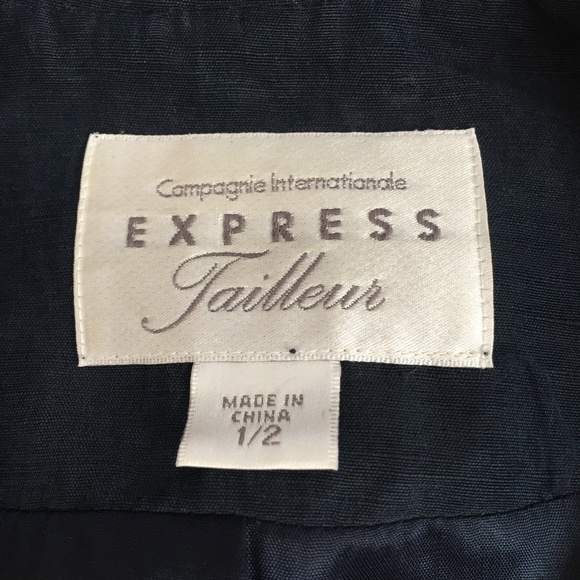 Compagnie Internationale
EXPRESS
Tailleur
MADE IN
CHINA
1/2